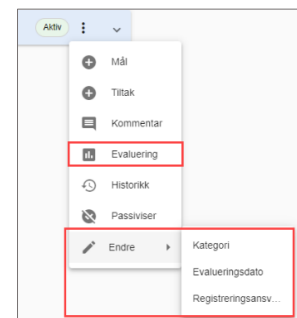 Aktiv
Mål
Tiltak
Kommentar
Evaluering
Historikk
Passiviser
Endre
Kategori
Evalueringsdato
Registreringsansv...